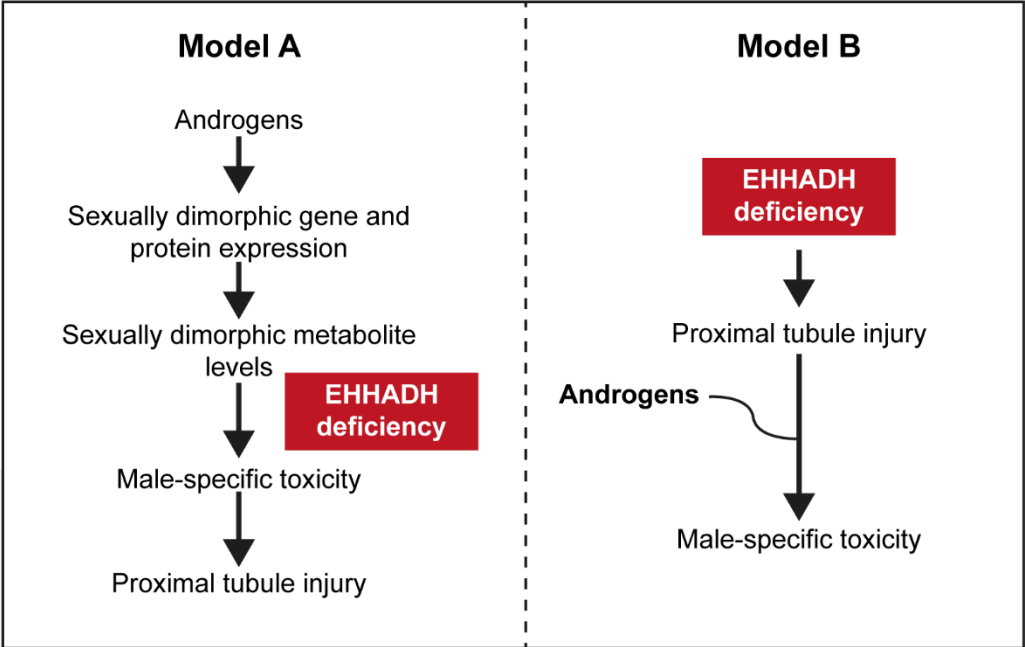 Model A
Androgens
Sexually dimorphic gene and
protein expression
Sexually dimorphic metabolite
levels
EHHADH
deficiency
Male-specific toxicity
Proximal tubule injury
Model B
EHHADH
deficiency
Proximal tubule injury
Androgens
Male-specific toxicity